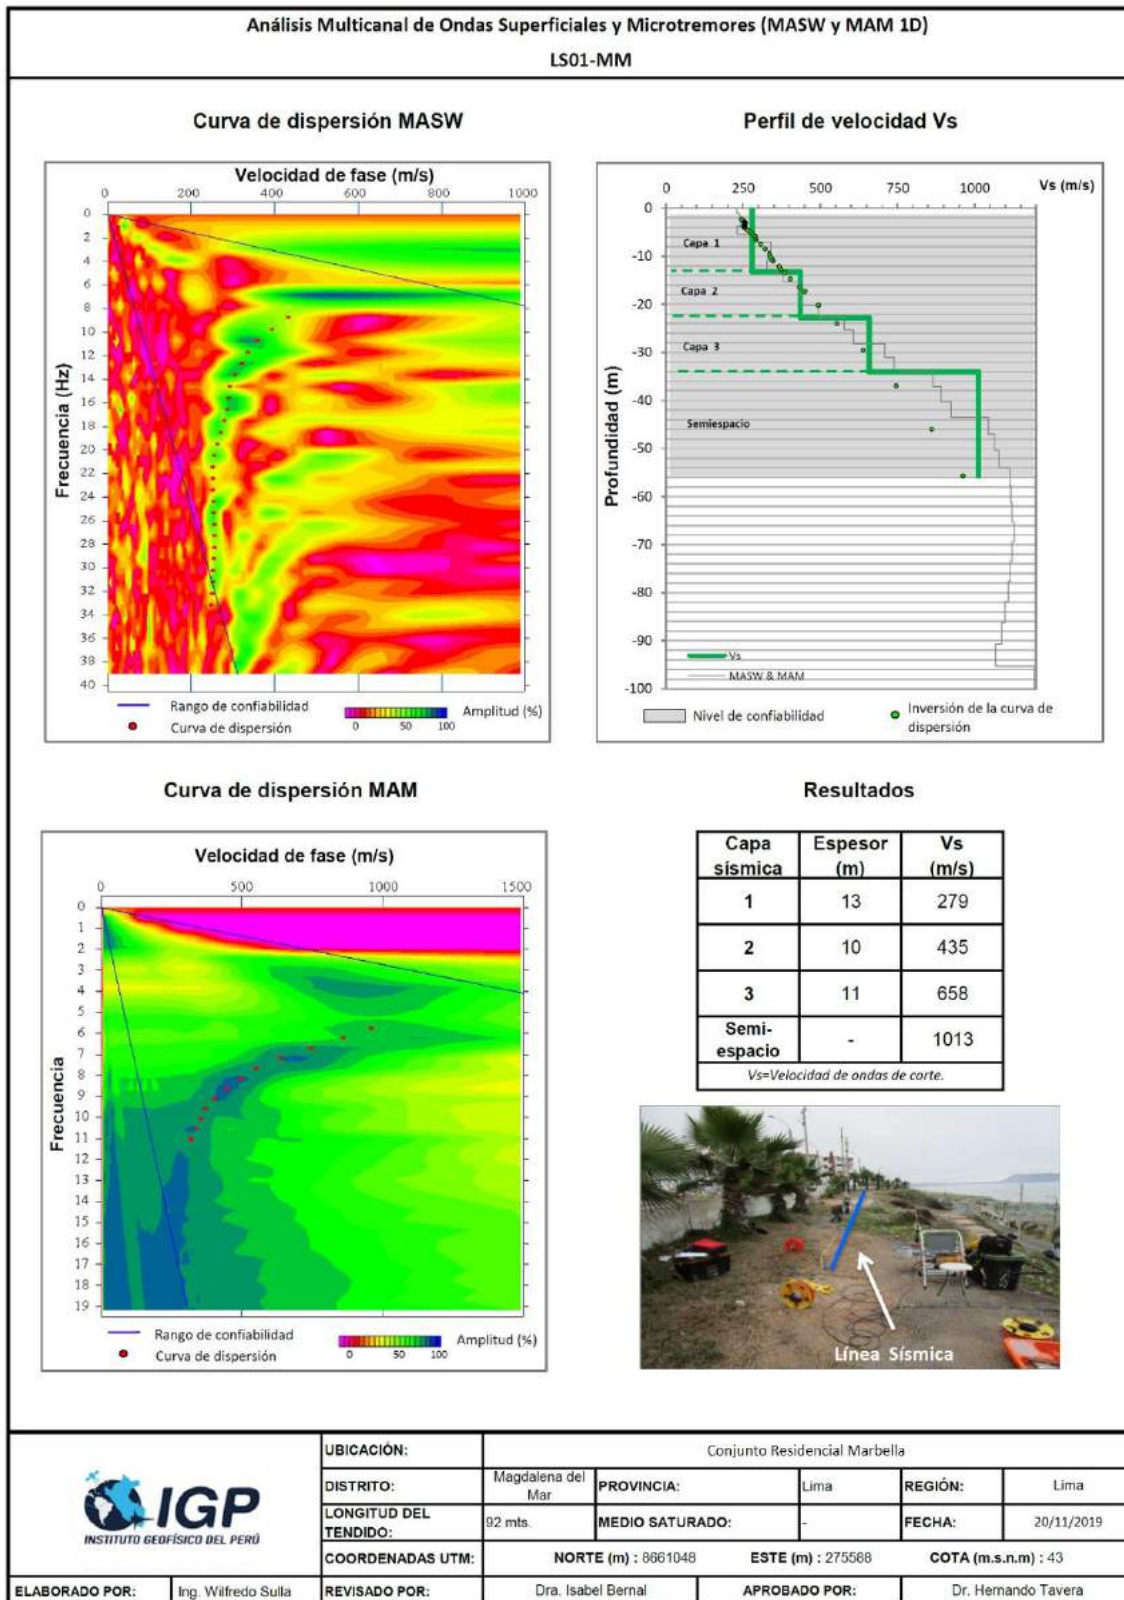 Análisis Multicanal de Ondas Superficiales y Microtremores (MASW y MAM 1D)
LS01-MM
Curva de dispersión MASW
Velocidad de fase (m/s)
0 200 400 600 800 1000
Frecuencia (Hz)
0
2
4
6
8
10
12
14
16
18
20
22
24
26
28
30
32
34
36
38
40
Rango de confiabilidad
Curva de dispersión
Amplitud (%)
0 50 100
Perfil de velocidad Vs
0 250 500 750 1000 Vs (m/s)
Profundidad (m)
0
-10
-20
-30
-40
-50
-60
-70
-80
-90
-100
Capa 1
Capa 2
Capa 3
Semiespacio
Vs
MASW & MAM
Nivel de confiabilidad
Inversión de la curva de
dispersión
Curva de dispersión MAM
Velocidad de fase (m/s)
0 500 1000 1500
Frecuencia
0
1
2
3
4
5
6
7
8
9
10
11
12
13
14
15
16
17
18
19
Rango de confiabilidad
Curva de dispersión
Amplitud (%)
0 50 100
Resultados
Capa sísmica Espesor (m) Vs (m/s)
1 13 279
2 10 435
3 11 658
Semi-espacio - 1013
Vs=Velocidad de ondas de corte.
Línea Sísmica
IGP
INSTITUTO GEOFÍSICO DEL PERÚ
UBICACIÓN: Conjunto Residencial Marbella
DISTRITO: Magdalena del Mar PROVINCIA: Lima REGIÓN: Lima
LONGITUD DEL TENDIDO: 92 mts. MEDIO SATURADO: - FECHA: 20/11/2019
COORDENADAS UTM: NORTE (m) : 8661048 ESTE (m) : 275588 COTA (m.s.n.m) : 43
ELABORADO POR: Ing. Wilfredo Sulla REVISADO POR: Dra. Isabel Bernal APROBADO POR: Dr. Hernando Tavera